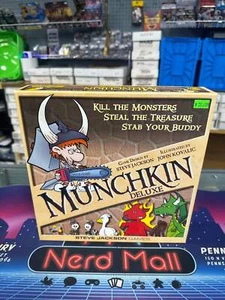 KILL THE MONSTERS
STEAL THE TREASURE
STAB YOUR BUDDY
GAME DESIGN BY
STEVE JACKSON
ILLUSTRATED BY
JOHN KOVALIC
MUNCHKIN
DELUXE
STEVE JACKSON GAMES
Nerd Mall
PENN